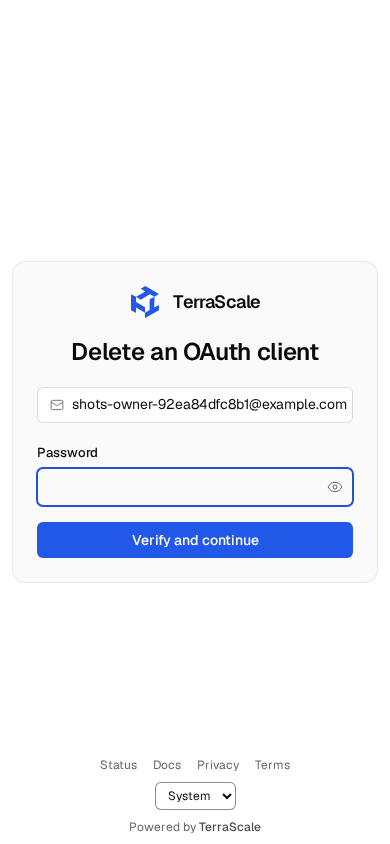 TerraScale
Delete an OAuth client
shots-owner-92ea84dfc8b1@example.com
Password
Verify and continue
Status Docs Privacy Terms
System
Powered by TerraScale